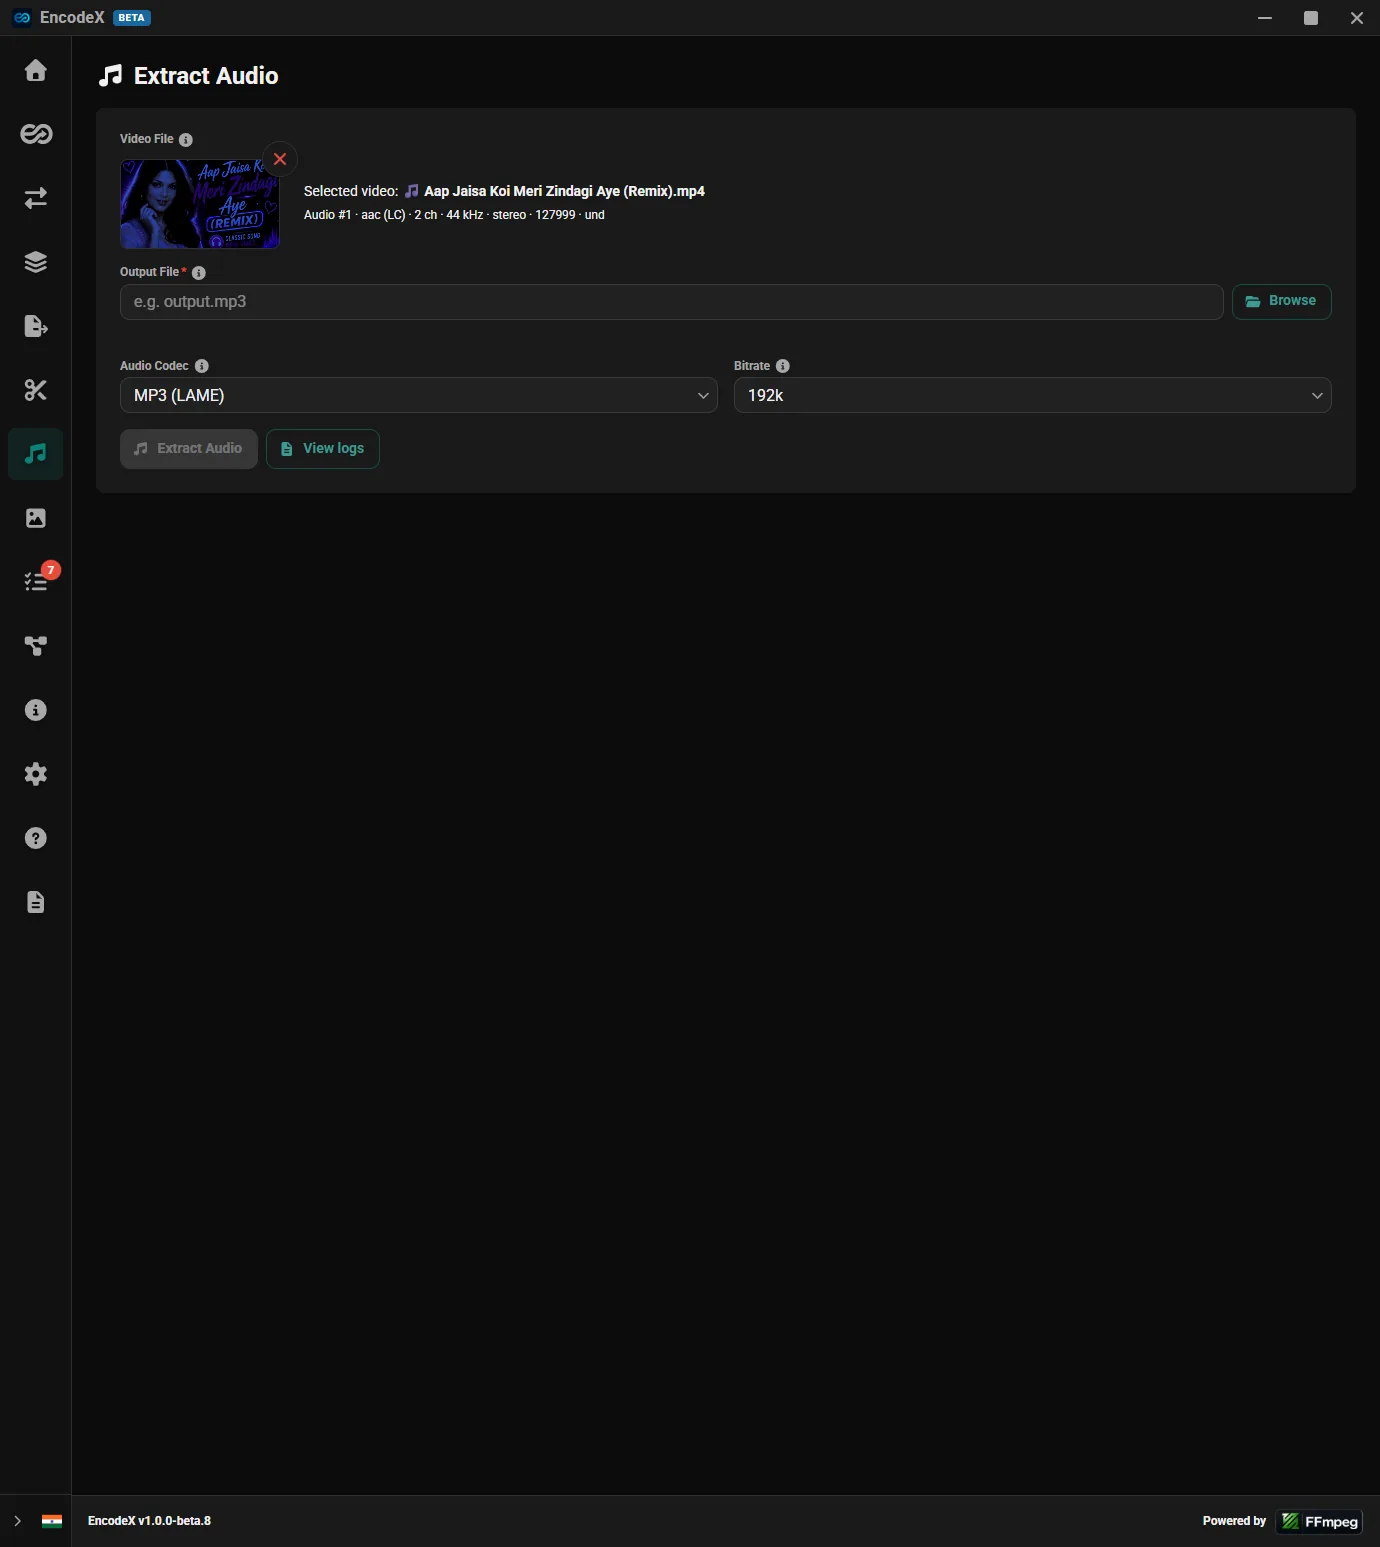 EncodeX BETA
Extract Audio
Video File
Aap Jaisa Ko
Meri Zindagi
Aye
(REMIX)
CLASSIC SONG
Selected video: Aap Jaisa Koi Meri Zindagi Aye (Remix).mp4
Audio #1 · aac (LC) · 2 ch · 44 kHz · stereo · 127999 · und
Output File*
e.g. output.mp3
Browse
Audio Codec
Bitrate
MP3 (LAME)
192k
Extract Audio
View logs
7
EncodeX v1.0.0-beta.8
Powered by FFmpeg